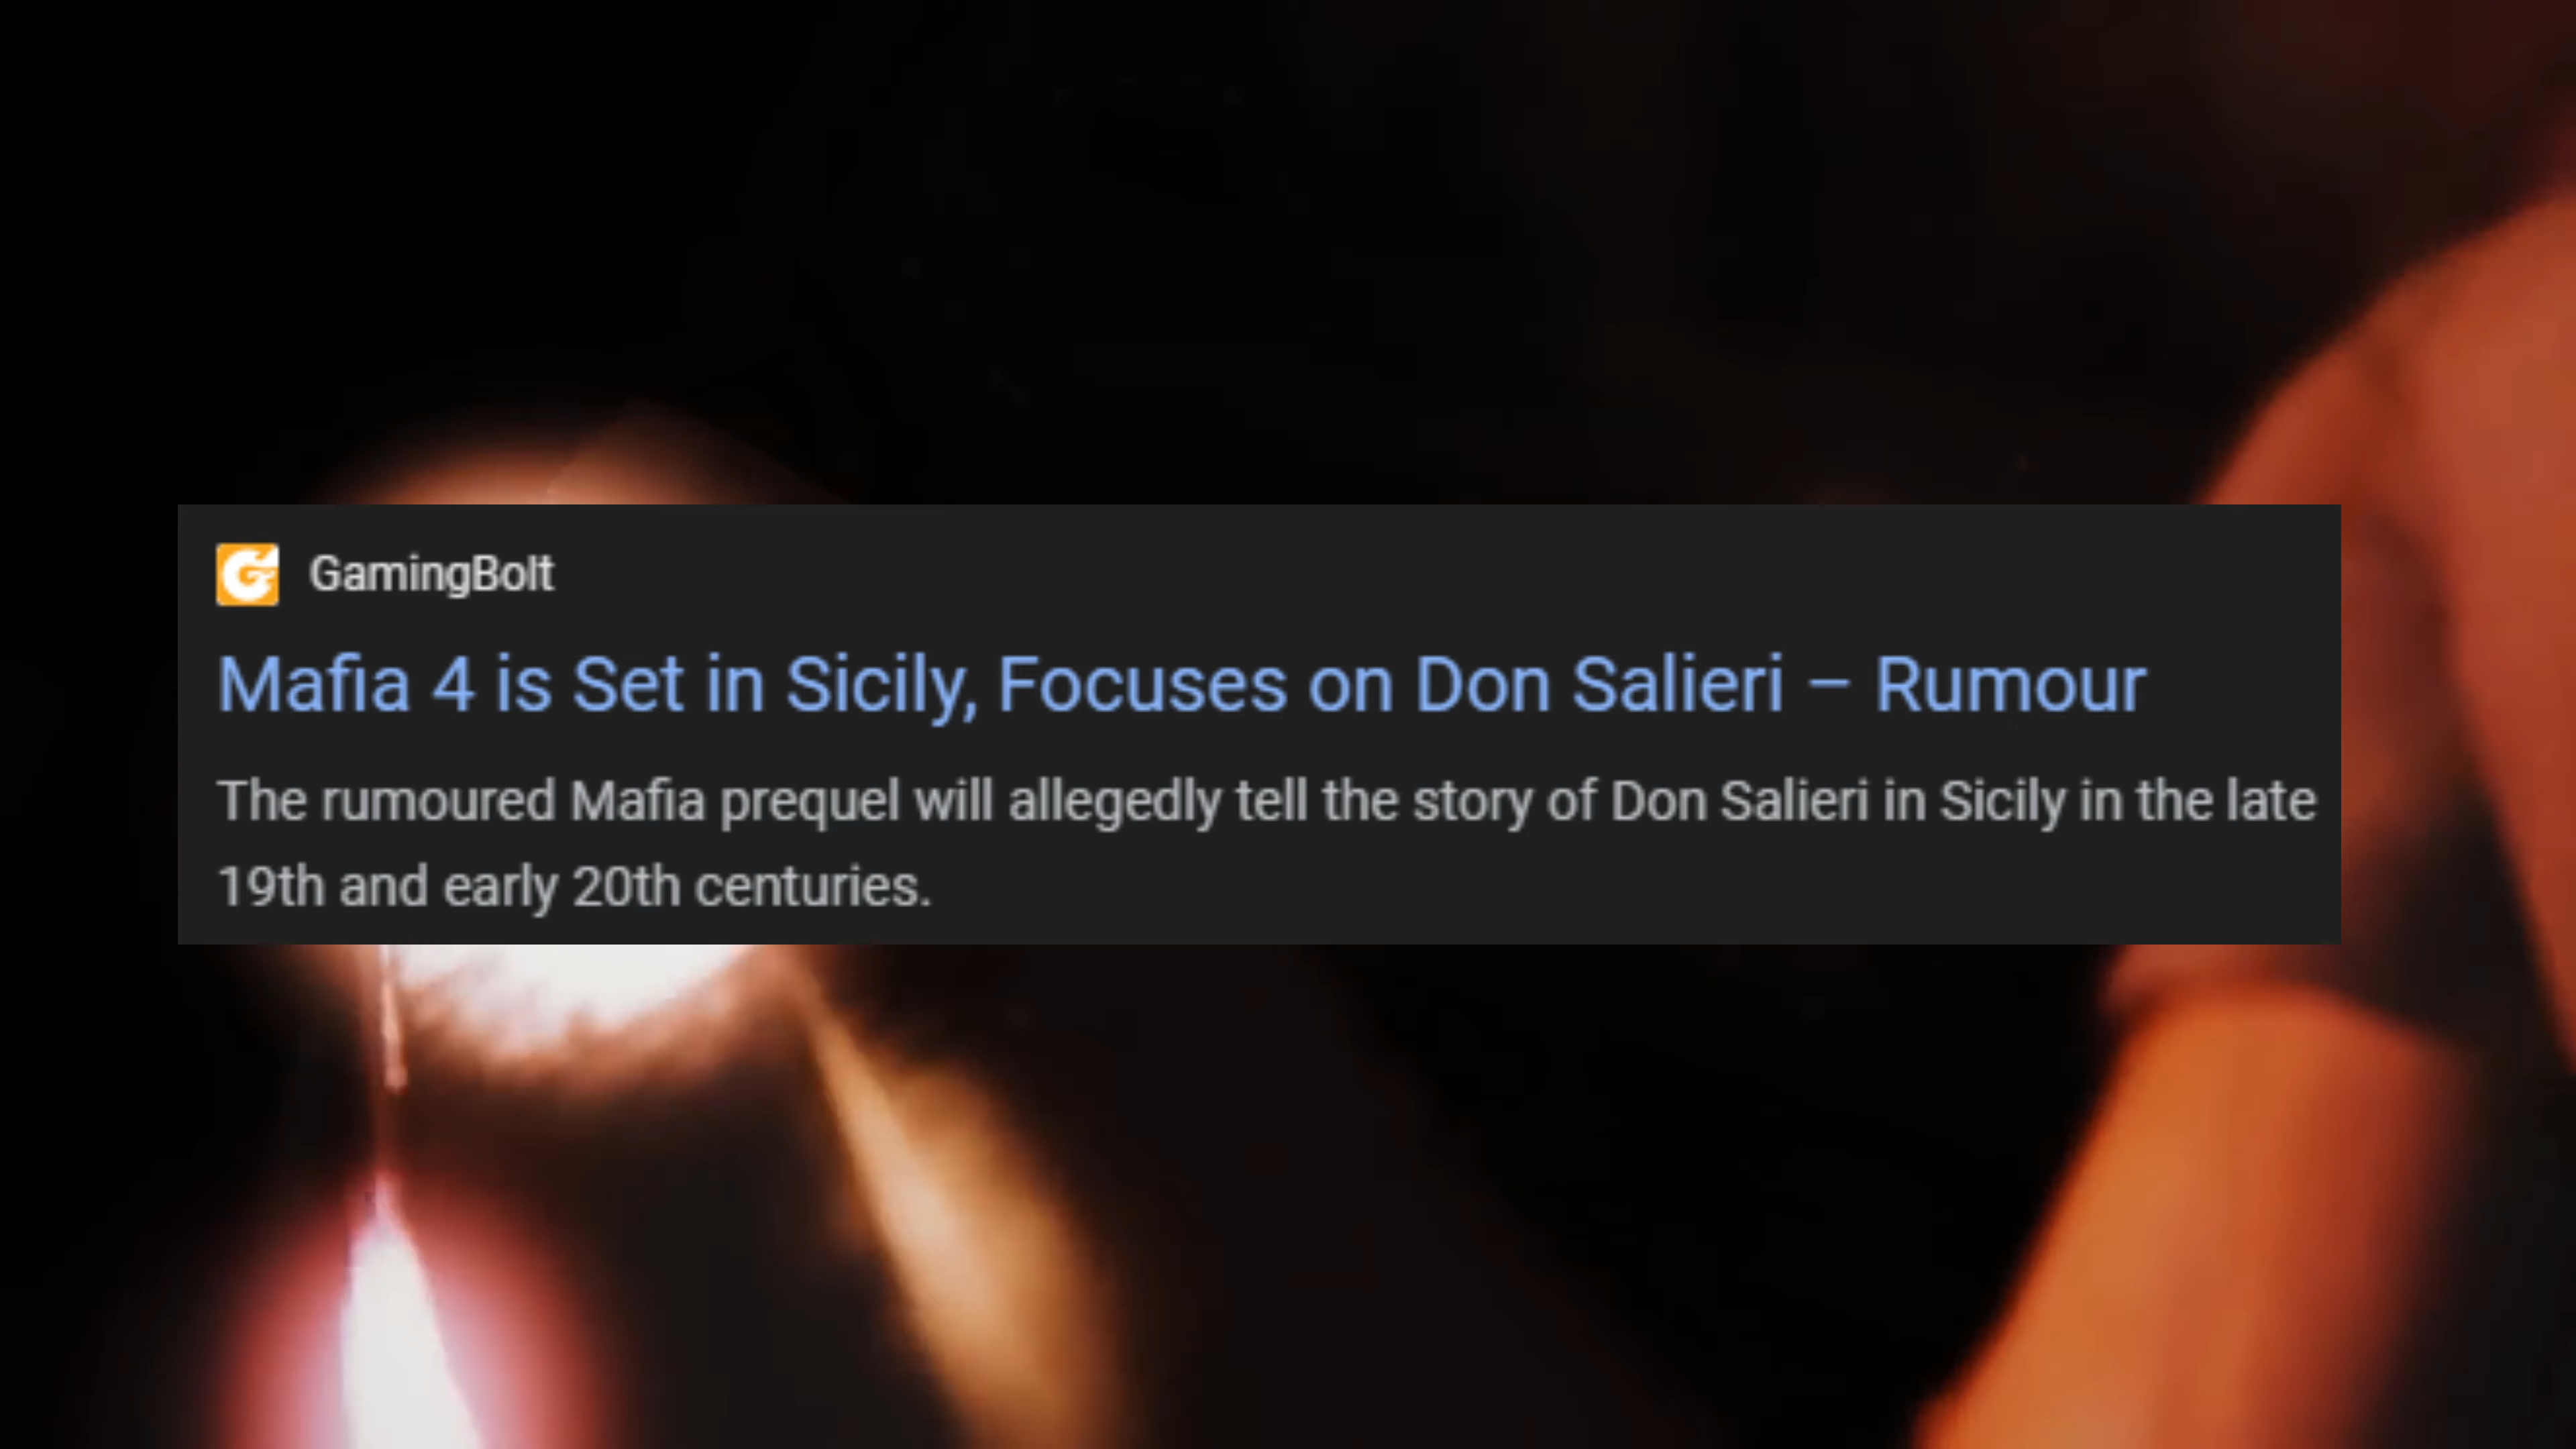 GamingBolt
Mafia 4 is Set in Sicily, Focuses on Don Salieri – Rumour
The rumoured Mafia prequel will allegedly tell the story of Don Salieri in Sicily in the late
19th and early 20th centuries.